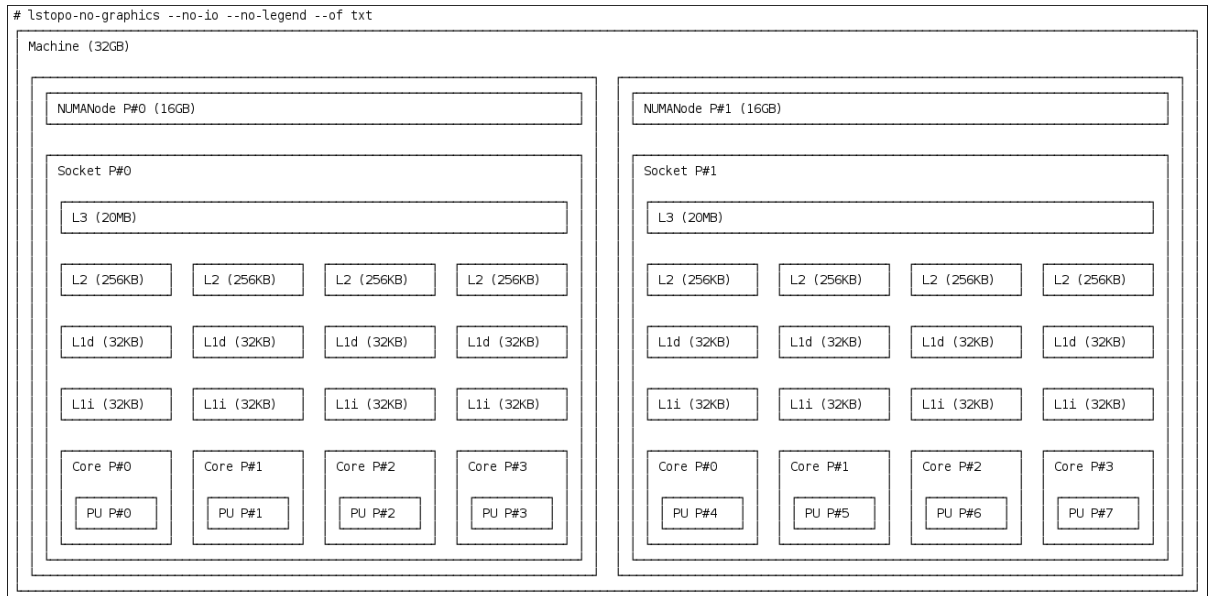 # lstopo-no-graphics --no-io --no-legend --of txt
Machine (32GB)
NUMANode P#0 (16GB) NUMANode P#1 (16GB)
Socket P#0 Socket P#1
L3 (20MB) L3 (20MB)
L2 (256KB) L2 (256KB) L2 (256KB) L2 (256KB) L2 (256KB) L2 (256KB) L2 (256KB) L2 (256KB)
L1d (32KB) L1d (32KB) L1d (32KB) L1d (32KB) L1d (32KB) L1d (32KB) L1d (32KB) L1d (32KB)
L1i (32KB) L1i (32KB) L1i (32KB) L1i (32KB) L1i (32KB) L1i (32KB) L1i (32KB) L1i (32KB)
Core P#0 Core P#1 Core P#2 Core P#3 Core P#0 Core P#1 Core P#2 Core P#3
PU P#0 PU P#1 PU P#2 PU P#3 PU P#4 PU P#5 PU P#6 PU P#7